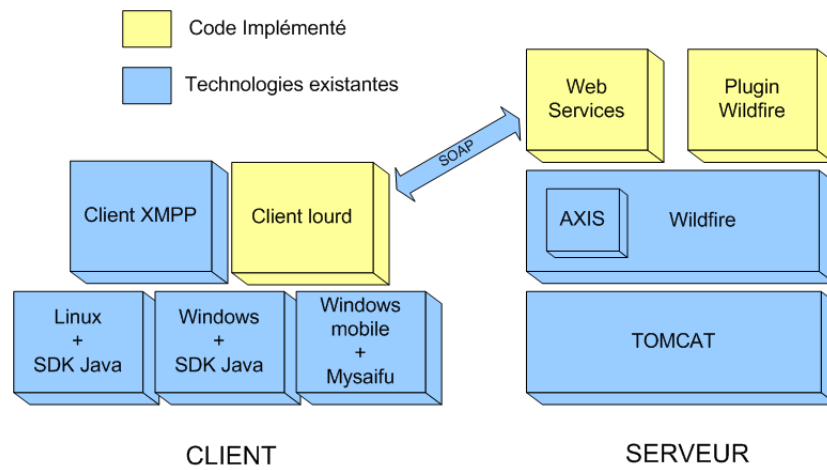 Code Implémenté
Technologies existantes
Web
Services
Plugin
Wildfire
SOAP
Client XMPP
Client lourd
AXIS
Wildfire
Linux
+
SDK Java
Windows
+
SDK Java
Windows
mobile
+
Mysaifu
TOMCAT
CLIENT
SERVEUR